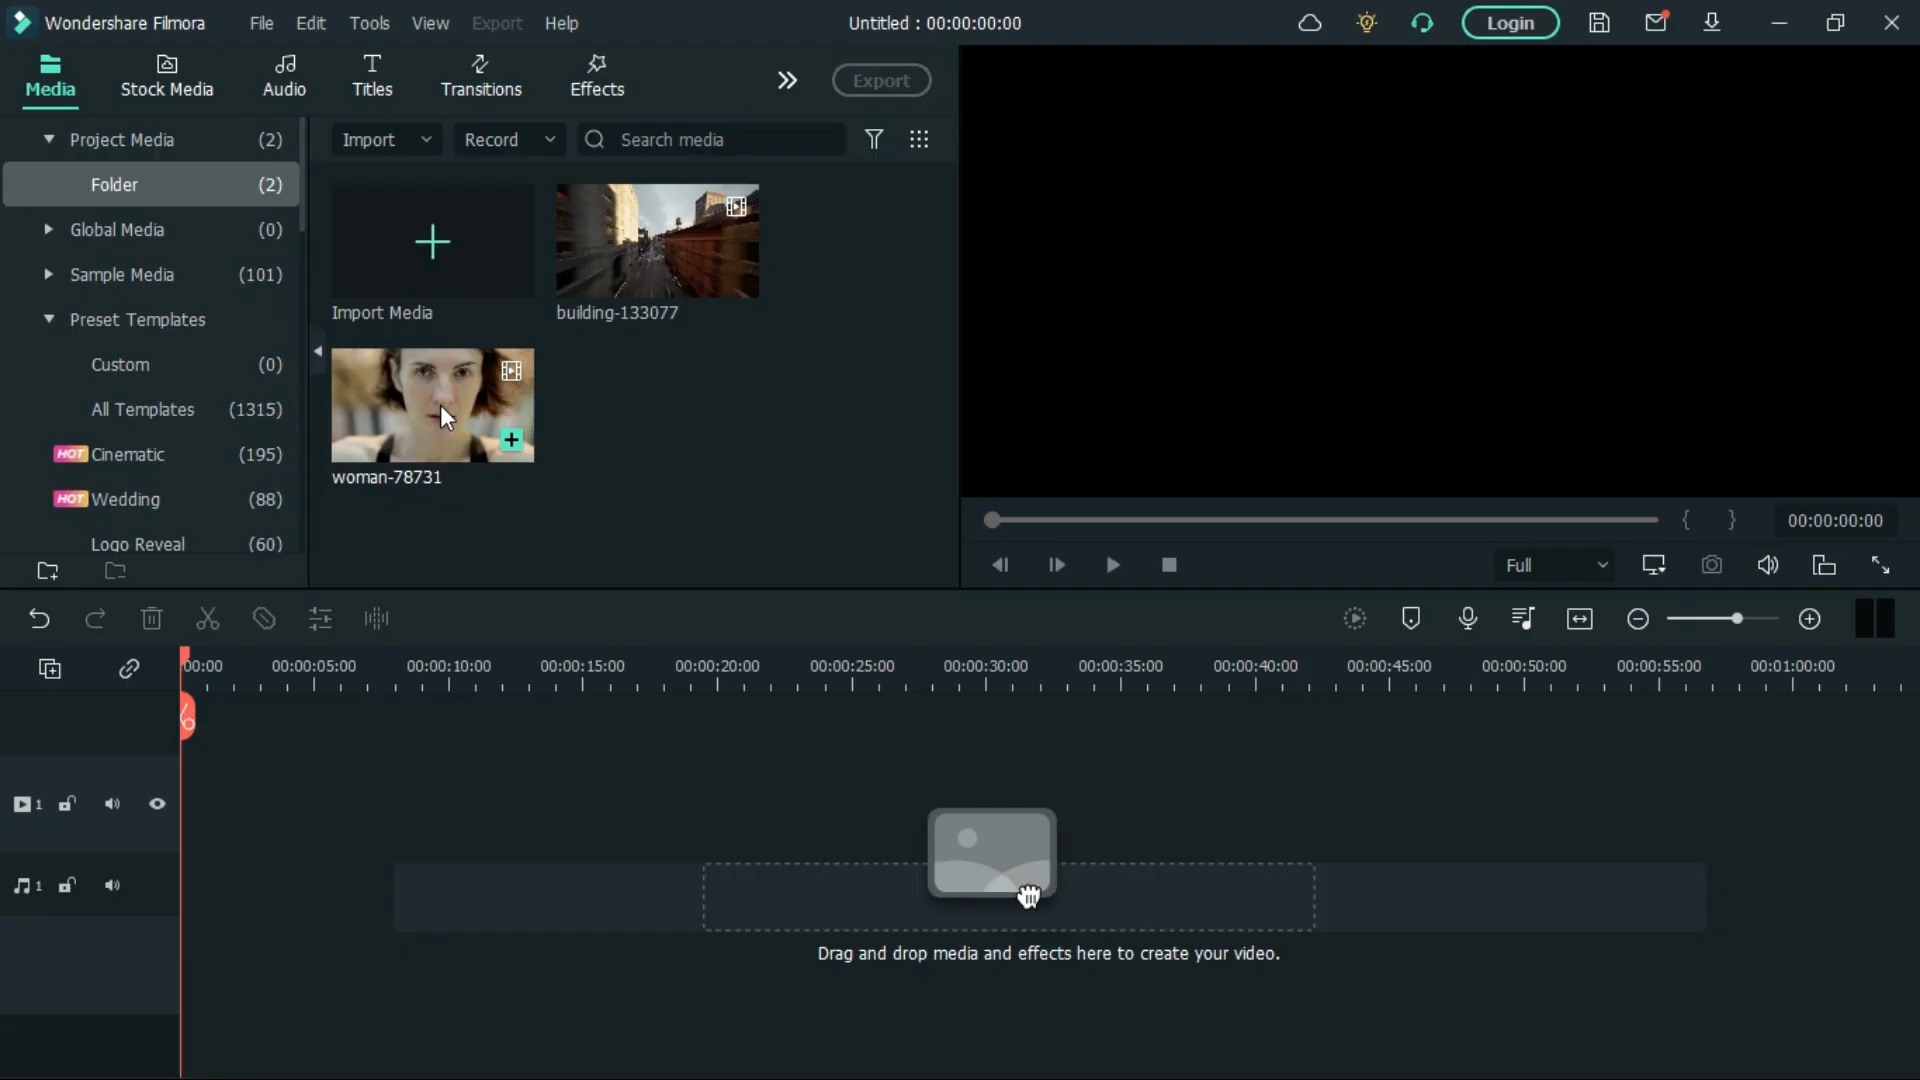 Wondershare Filmora File Edit Tools View Export Help Untitled : 00:00:00:00 Login
Media Stock Media Audio Titles Transitions Effects Export
Project Media (2)
Folder (2)
Global Media (0)
Sample Media (101)
Preset Templates
Custom (0)
All Templates (1315)
HOT Cinematic (195)
HOT Wedding (88)
Logo Reveal (60)
Import Record Search media
Import Media building-133077
woman-78731
{ } 00:00:00:00
Full
00:00 00:00:05:00 00:00:10:00 00:00:15:00 00:00:20:00 00:00:25:00 00:00:30:00 00:00:35:00 00:00:40:00 00:00:45:00 00:00:50:00 00:00:55:00 00:01:00:00
1
1
Drag and drop media and effects here to create your video.